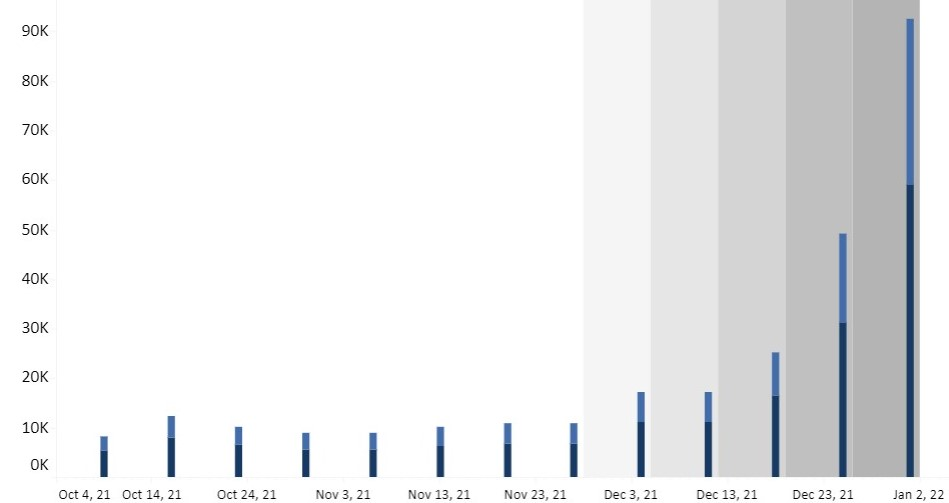 90K
80K
70K
60K
50K
40K
30K
20K
10K
0K
Oct 4, 21 Oct 14, 21 Oct 24, 21 Nov 3, 21 Nov 13, 21 Nov 23, 21 Dec 3, 21 Dec 13, 21 Dec 23, 21 Jan 2, 22